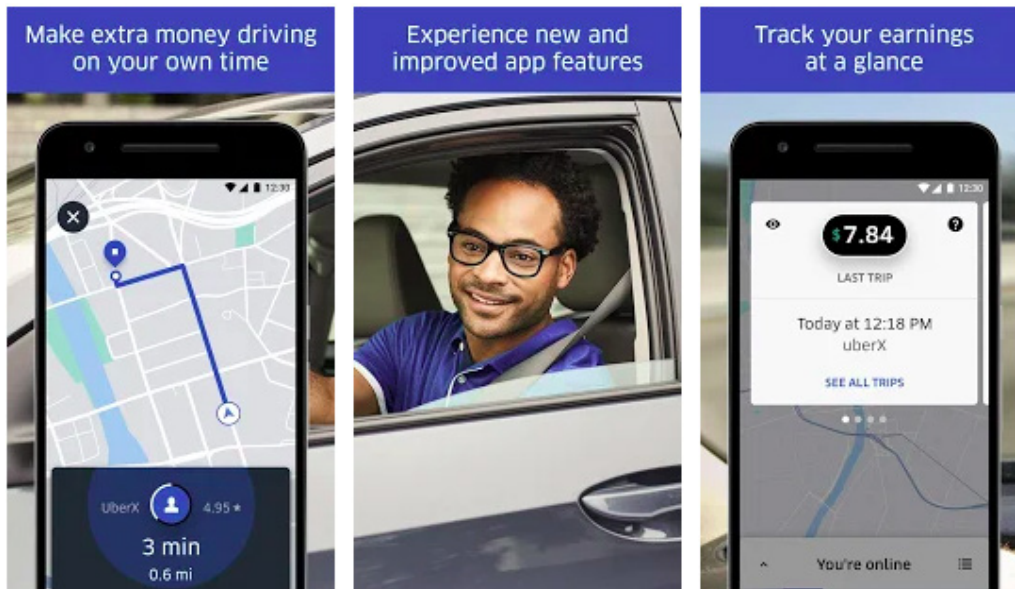 Make extra money driving
on your own time
12:30
UberX 4.95 ★
3 min
0.6 mi
Experience new and
improved app features
Track your earnings
at a glance
12:30
$7.84
?
LAST TRIP
Today at 12:18 PM
uberX
SEE ALL TRIPS
You're online